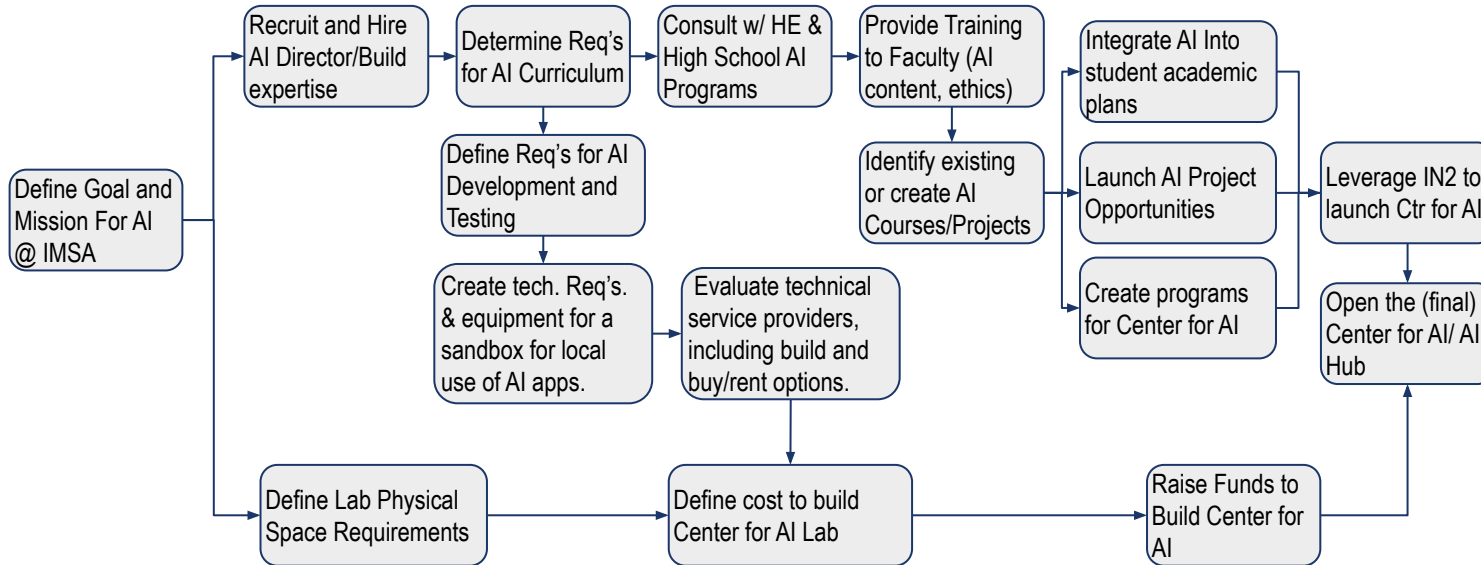 Recruit and Hire
AI Director/Build
expertise
Determine Req's
for AI Curriculum
Consult w/ HE &
High School AI
Programs
Provide Training
to Faculty (AI
content, ethics)
Integrate AI Into
student academic
plans
Define Goal and
Mission For AI
@ IMSA
Define Req's for AI
Development and
Testing
Identify existing
or create AI
Courses/Projects
Launch AI Project
Opportunities
Leverage IN2 to
launch Ctr for AI
Create tech. Req's.
& equipment for a
sandbox for local
use of AI apps.
Evaluate technical
service providers,
including build and
buy/rent options.
Create programs
for Center for AI
Open the (final)
Center for AI/ AI
Hub
Define Lab Physical
Space Requirements
Define cost to build
Center for AI Lab
Raise Funds to
Build Center for
AI